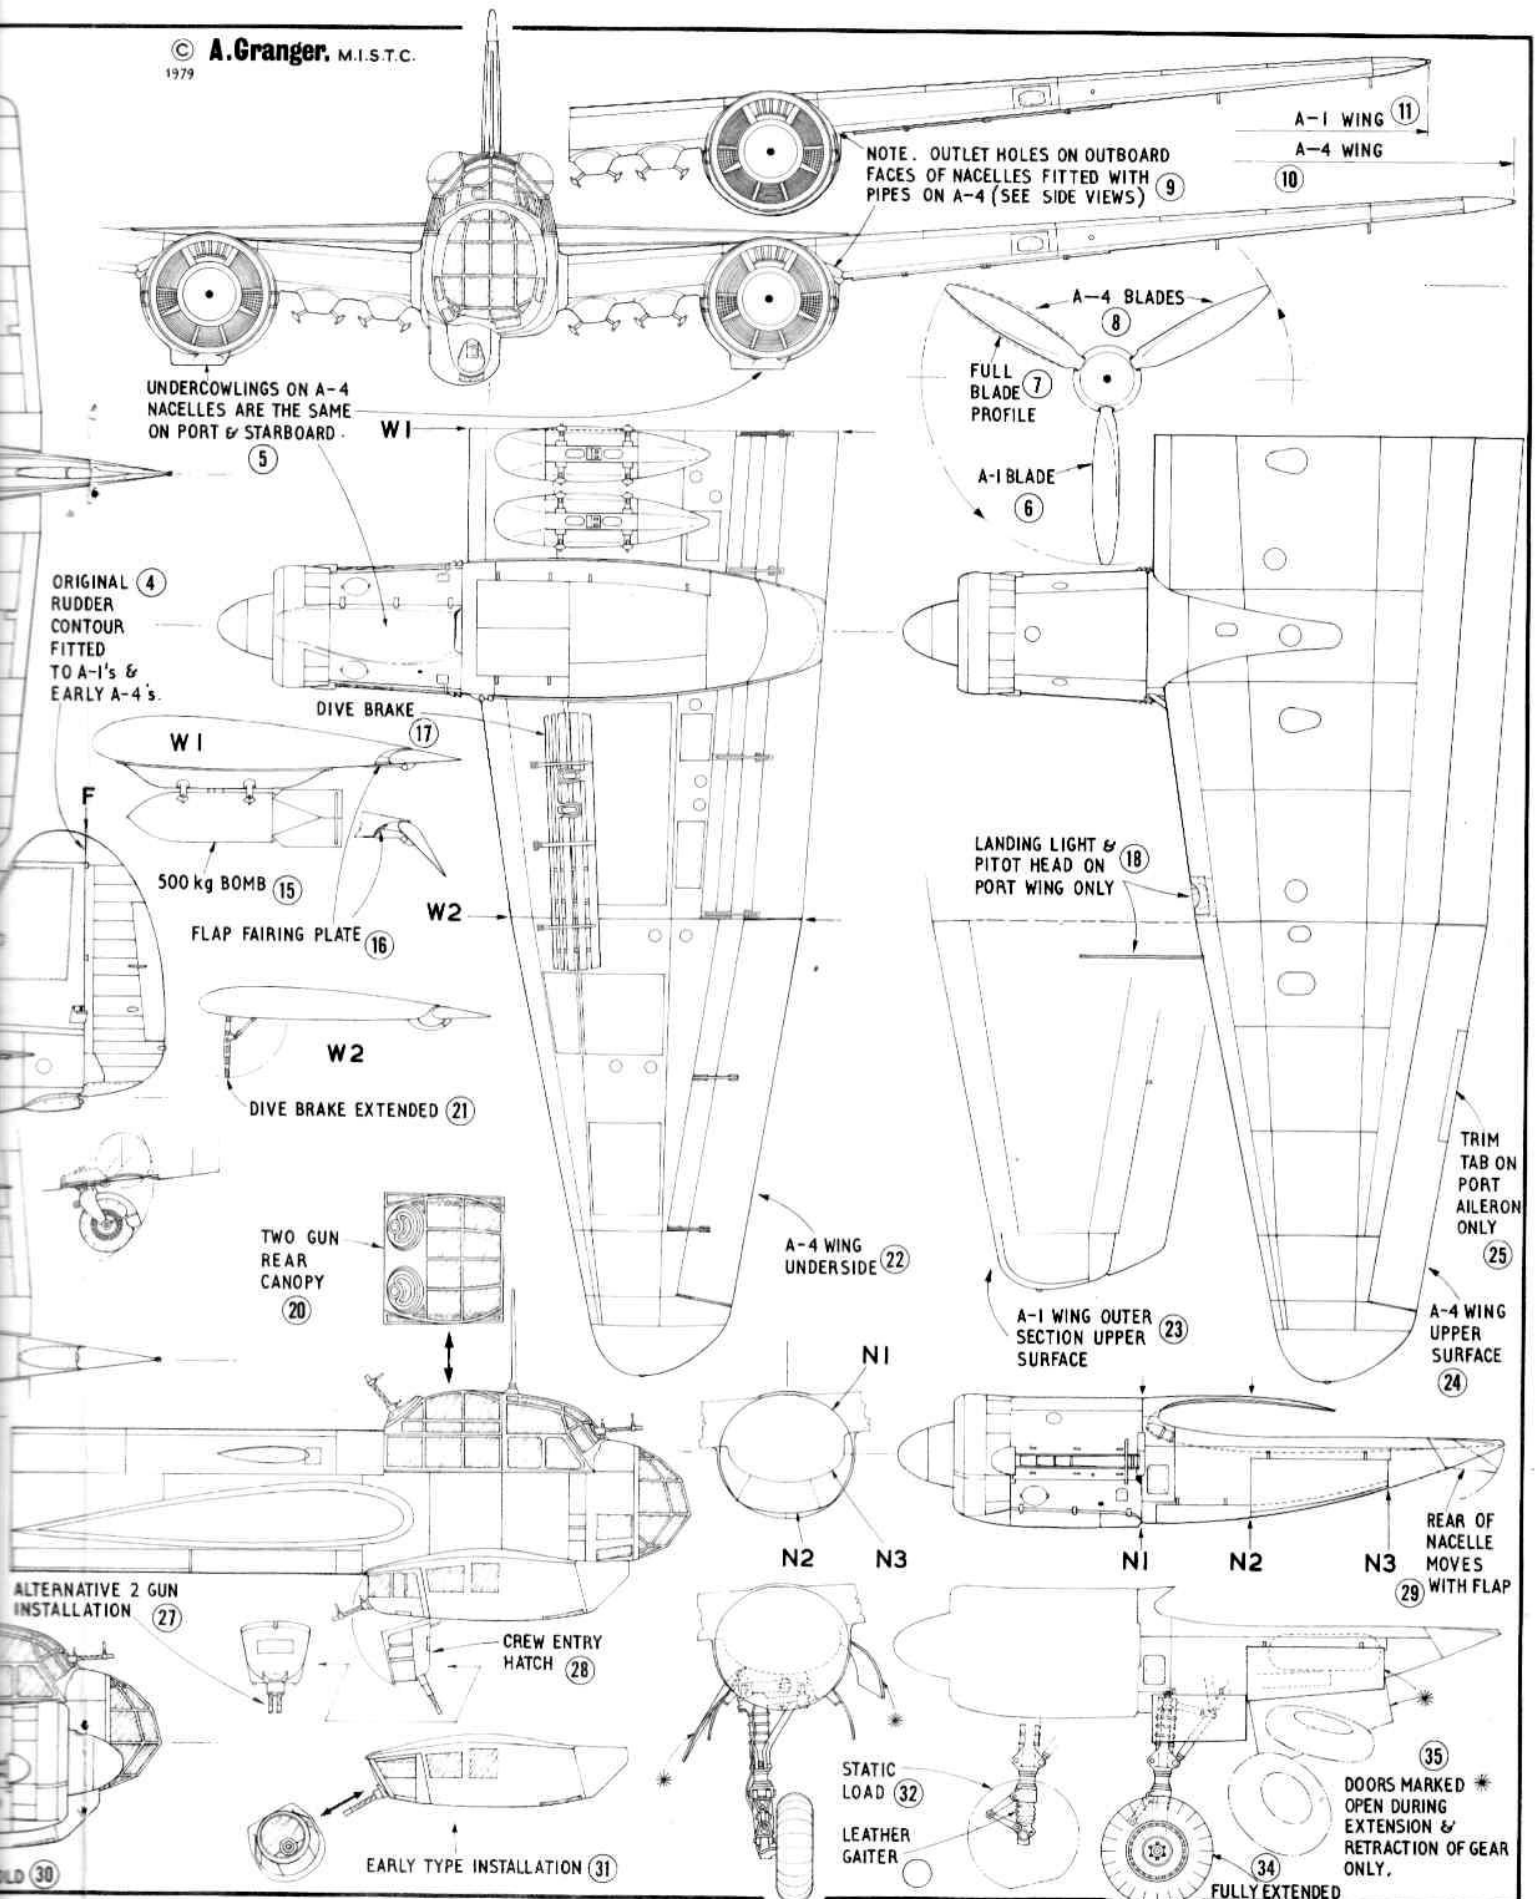 © A.Granger. M.I.S.T.C.
1979
A-1 WING 11
A-4 WING
10
NOTE. OUTLET HOLES ON OUTBOARD
FACES OF NACELLES FITTED WITH 9
PIPES ON A-4 (SEE SIDE VIEWS)
A-4 BLADES
8
FULL
BLADE 7
PROFILE
A-1 BLADE
6
UNDERCOWLINGS ON A-4
NACELLES ARE THE SAME
ON PORT & STARBOARD.
5
W1
ORIGINAL 4
RUDDER
CONTOUR
FITTED
TO A-1's &
EARLY A-4's.
DIVE BRAKE
17
W1
F
500 kg BOMB 15
FLAP FAIRING PLATE 16
W2
LANDING LIGHT &
PITOT HEAD ON 18
PORT WING ONLY
W2
DIVE BRAKE EXTENDED 21
TRIM
TAB ON
PORT
AILERON
ONLY
25
TWO GUN
REAR
CANOPY
20
A-4 WING
UNDERSIDE 22
A-1 WING OUTER
SECTION UPPER 23
SURFACE
A-4 WING
UPPER
SURFACE
24
N1
N2 N3
N1 N2 N3
REAR OF
NACELLE
MOVES
29 WITH FLAP
ALTERNATIVE 2 GUN
INSTALLATION 27
CREW ENTRY
HATCH 28
STATIC
LOAD 32
LEATHER
GAITER
35
DOORS MARKED *
OPEN DURING
EXTENSION &
RETRACTION OF GEAR
ONLY.
30
EARLY TYPE INSTALLATION 31
34
FULLY EXTENDED